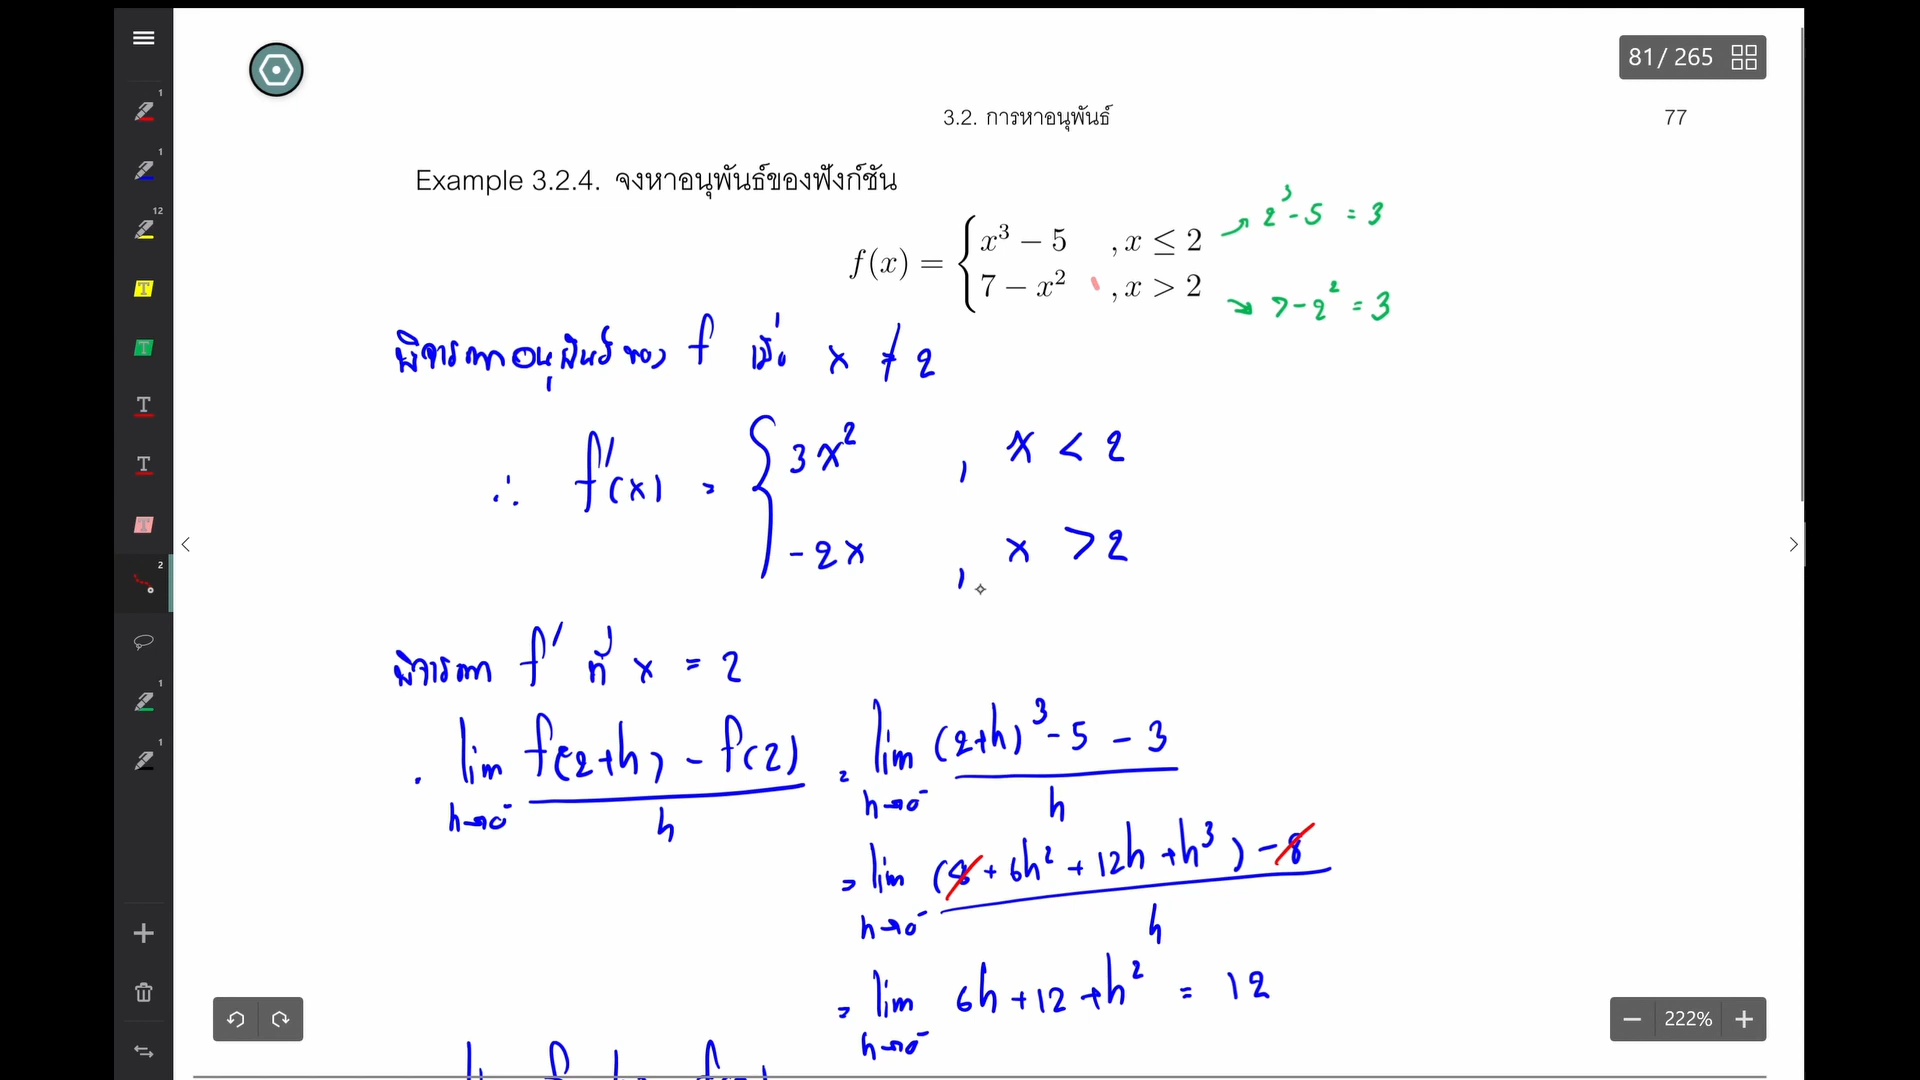 81 / 265
3.2. การหาอนุพันธ์ 77
Example 3.2.4. จงหาอนุพันธ์ของฟังก์ชัน
f(x) = { x³ − 5 , x ≤ 2 → 2³ - 5 = 3
7 − x² , x > 2 → 7 - 2² = 3
พิจารณาอนุพันธ์ของ f เมื่อ x ≠ 2
∴ f'(x) = { 3x² , x < 2
-2x , x > 2
พิจารณา f' ที่ x = 2
. lim h→0⁻ f(2+h) - f(2) / h = lim h→0⁻ (2+h)³ - 5 - 3 / h
= lim h→0⁻ (8 + 6h² + 12h + h³) - 8 / h
= lim h→0⁻ 6h + 12 + h² = 12
222%